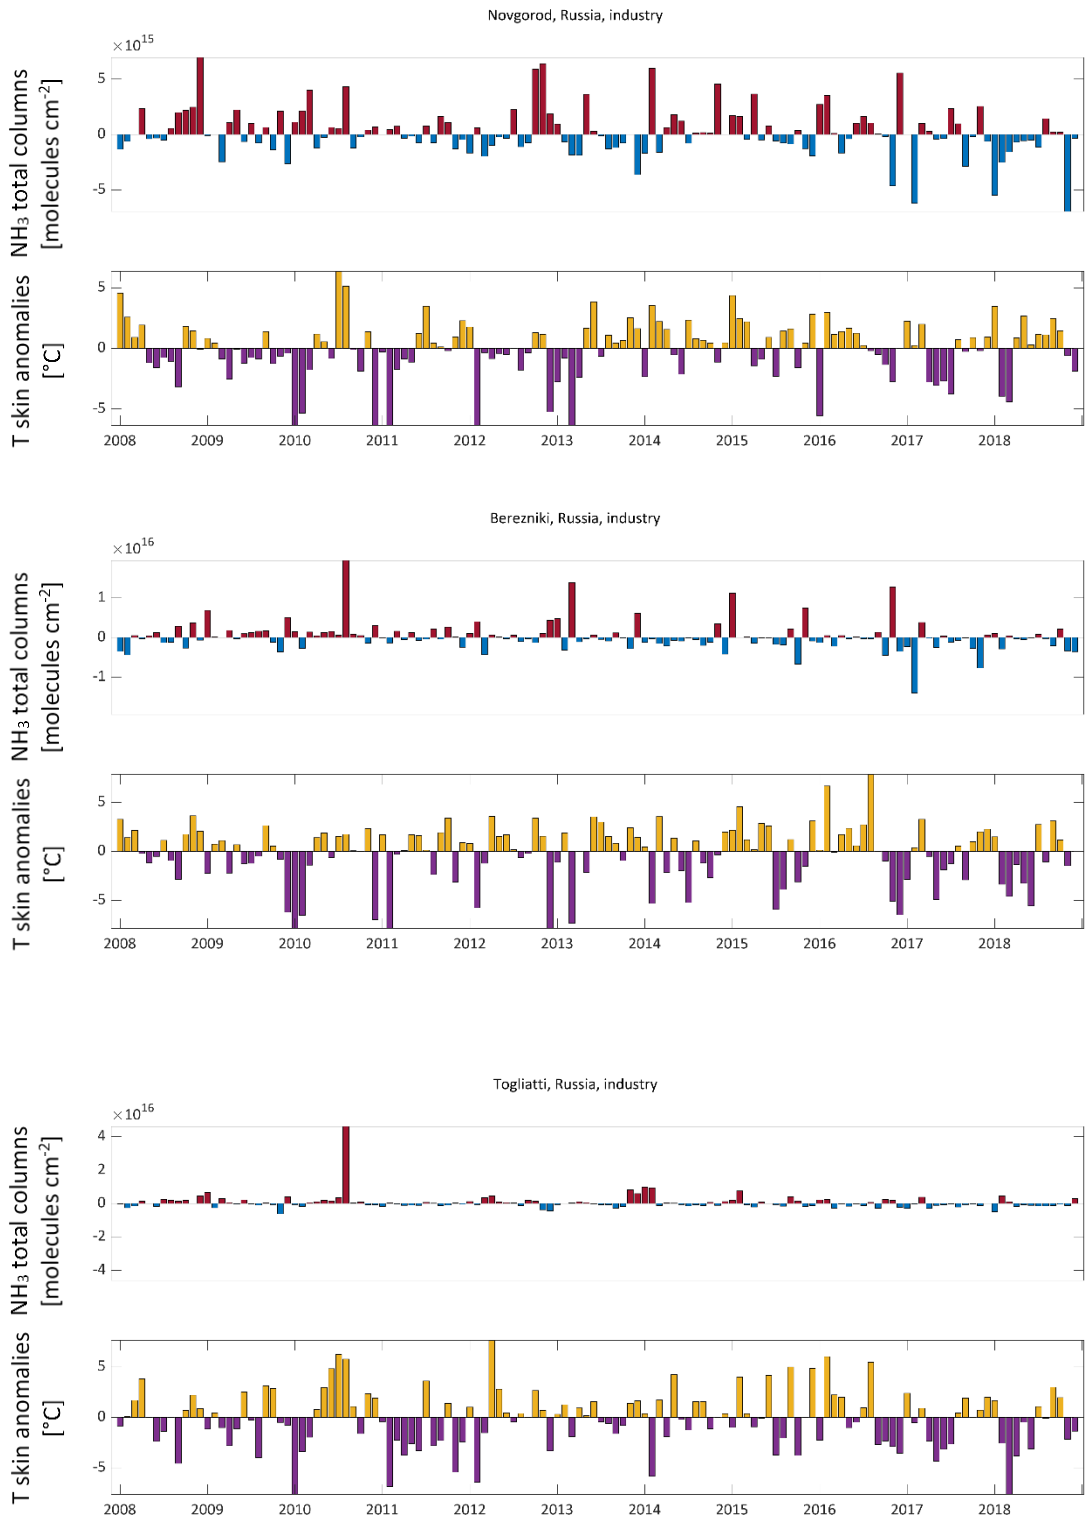 Novgorod, Russia, industry
×10¹⁵
NH₃ total columns
[molecules cm⁻²]
5
0
-5
T skin anomalies
[°C]
5
0
-5
2008 2009 2010 2011 2012 2013 2014 2015 2016 2017 2018
Berezniki, Russia, industry
×10¹⁶
NH₃ total columns
[molecules cm⁻²]
1
0
-1
T skin anomalies
[°C]
5
0
-5
2008 2009 2010 2011 2012 2013 2014 2015 2016 2017 2018
Togliatti, Russia, industry
×10¹⁶
NH₃ total columns
[molecules cm⁻²]
4
2
0
-2
-4
T skin anomalies
[°C]
5
0
-5
2008 2009 2010 2011 2012 2013 2014 2015 2016 2017 2018